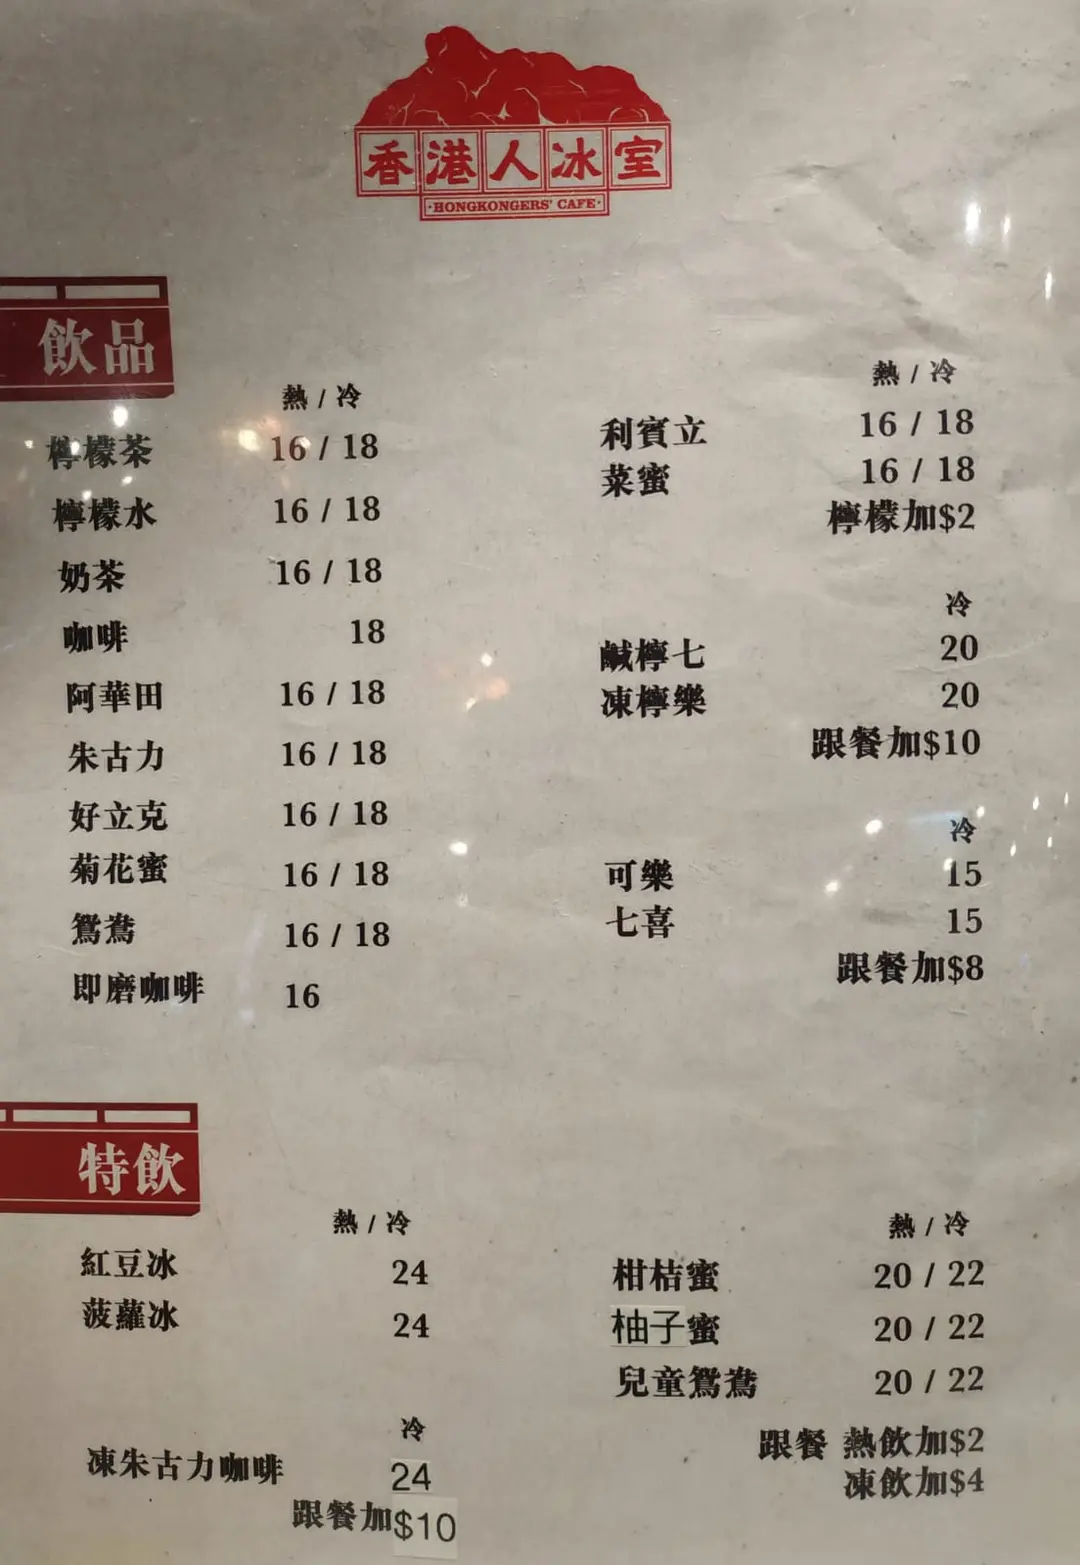 香港人冰室
·HONGKONGERS' CAFE·
飲品
熱 / 冷
檸檬茶 16 / 18
檸檬水 16 / 18
奶茶 16 / 18
咖啡 18
阿華田 16 / 18
朱古力 16 / 18
好立克 16 / 18
菊花蜜 16 / 18
鴛鴦 16 / 18
即磨咖啡 16
熱 / 冷
利賓立 16 / 18
菜蜜 16 / 18
檸檬加$2
冷
鹹檸七 20
凍檸樂 20
跟餐加$10
冷
可樂 15
七喜 15
跟餐加$8
特飲
熱 / 冷
紅豆冰 24
菠蘿冰 24
冷
凍朱古力咖啡 24
跟餐加$10
熱 / 冷
柑桔蜜 20 / 22
柚子蜜 20 / 22
兒童鴛鴦 20 / 22
跟餐 熱飲加$2
凍飲加$4